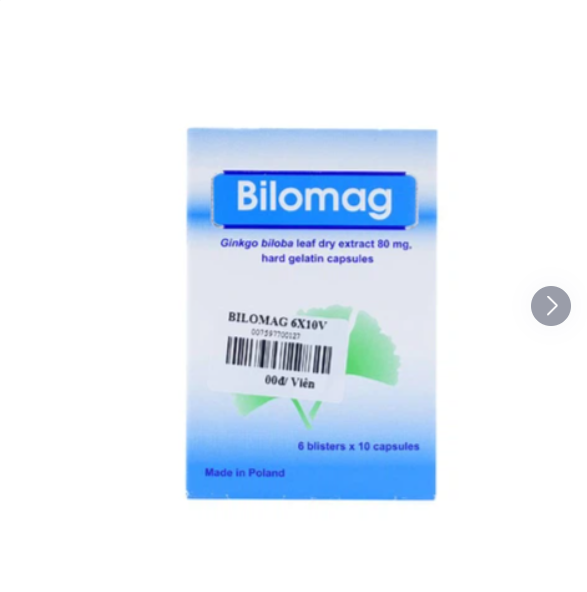 Bilomag
Ginkgo biloba leaf dry extract 80 mg,
hard gelatin capsules
BILOMAG 6X10V
007597700127
00đ/ Viên
6 blisters x 10 capsules
Made in Poland